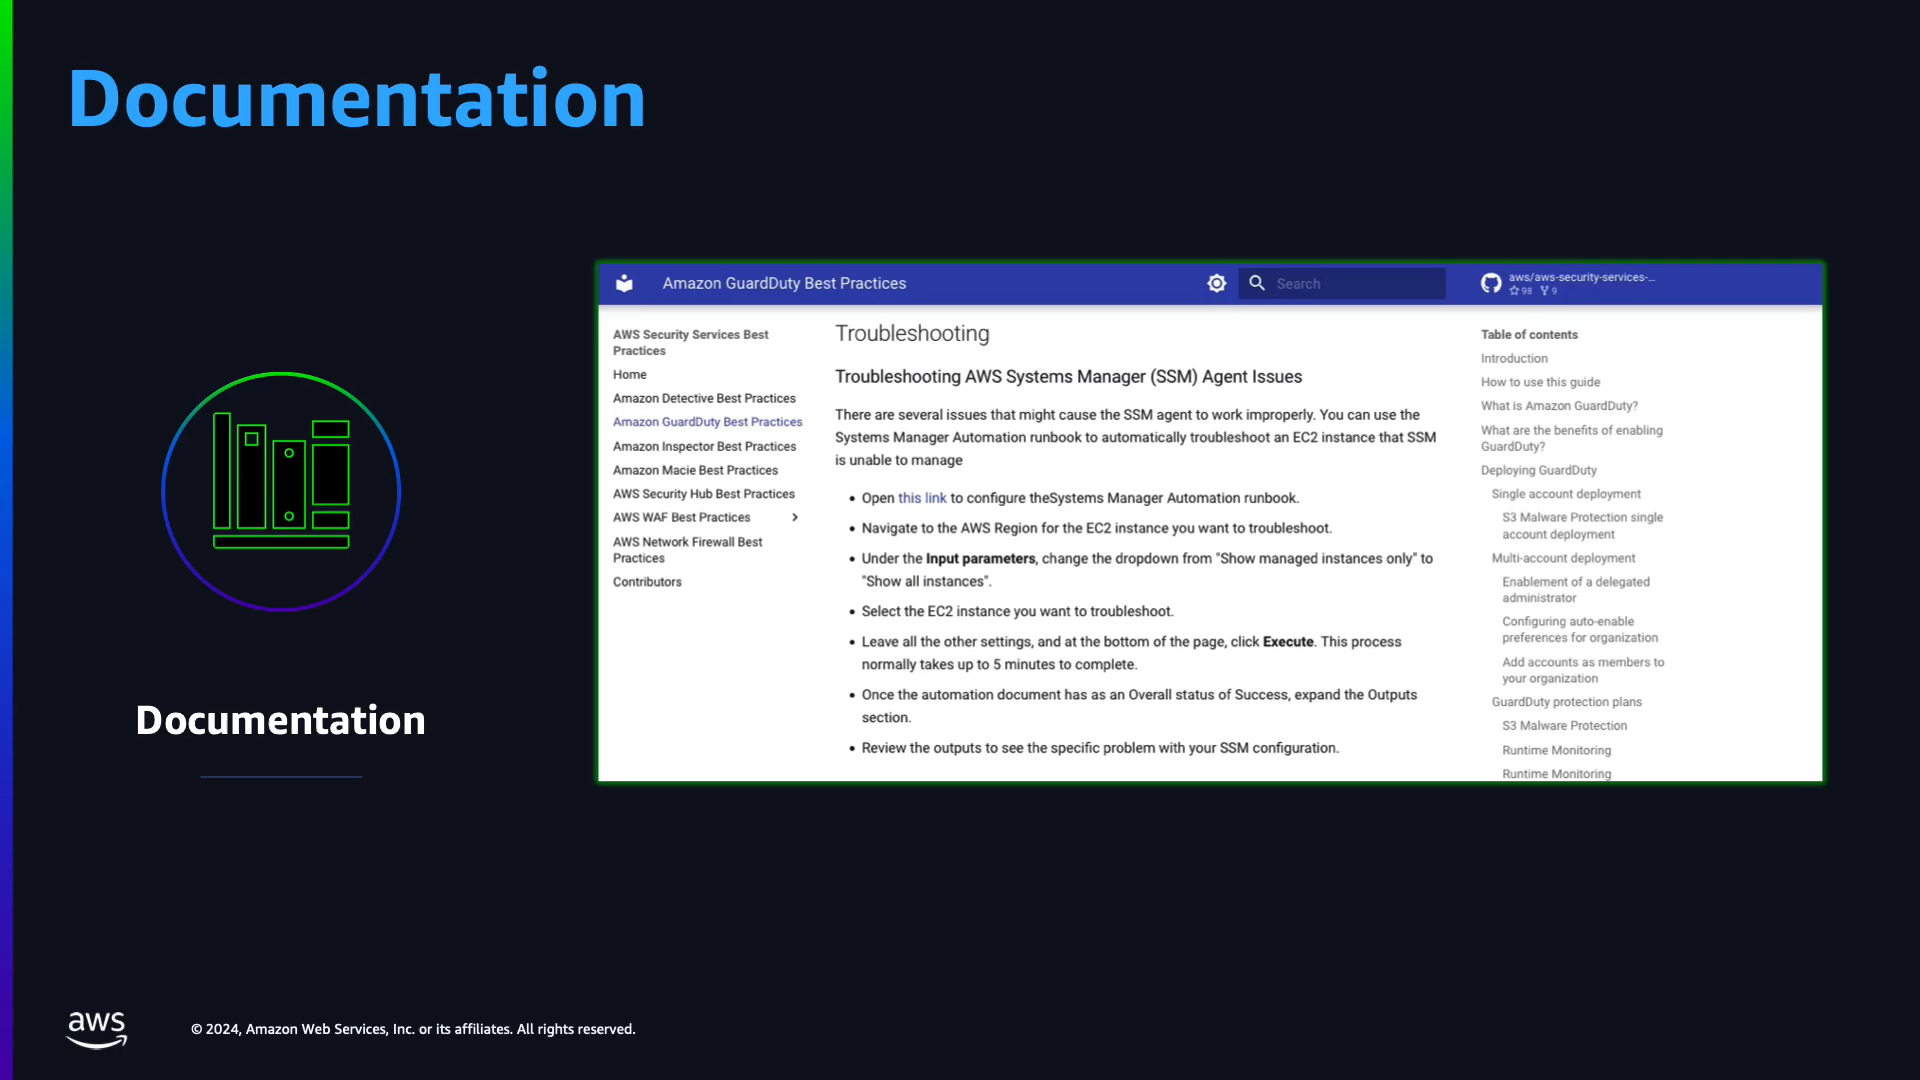 Documentation
Documentation
Amazon GuardDuty Best Practices
Search
aws/aws-security-services-...
98 9
AWS Security Services Best
Practices
Home
Amazon Detective Best Practices
Amazon GuardDuty Best Practices
Amazon Inspector Best Practices
Amazon Macie Best Practices
AWS Security Hub Best Practices
AWS WAF Best Practices
AWS Network Firewall Best
Practices
Contributors
Troubleshooting
Troubleshooting AWS Systems Manager (SSM) Agent Issues
There are several issues that might cause the SSM agent to work improperly. You can use the
Systems Manager Automation runbook to automatically troubleshoot an EC2 instance that SSM
is unable to manage
• Open this link to configure theSystems Manager Automation runbook.
• Navigate to the AWS Region for the EC2 instance you want to troubleshoot.
• Under the Input parameters, change the dropdown from "Show managed instances only" to
"Show all instances".
• Select the EC2 instance you want to troubleshoot.
• Leave all the other settings, and at the bottom of the page, click Execute. This process
normally takes up to 5 minutes to complete.
• Once the automation document has as an Overall status of Success, expand the Outputs
section.
• Review the outputs to see the specific problem with your SSM configuration.
Table of contents
Introduction
How to use this guide
What is Amazon GuardDuty?
What are the benefits of enabling
GuardDuty?
Deploying GuardDuty
Single account deployment
S3 Malware Protection single
account deployment
Multi-account deployment
Enablement of a delegated
administrator
Configuring auto-enable
preferences for organization
Add accounts as members to
your organization
GuardDuty protection plans
S3 Malware Protection
Runtime Monitoring
Runtime Monitoring
aws
© 2024, Amazon Web Services, Inc. or its affiliates. All rights reserved.